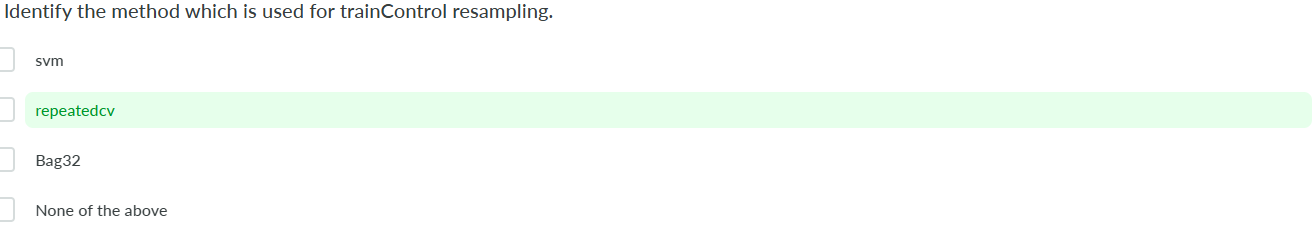 Identify the method which is used for trainControl resampling.
svm
repeatedcv
Bag32
None of the above